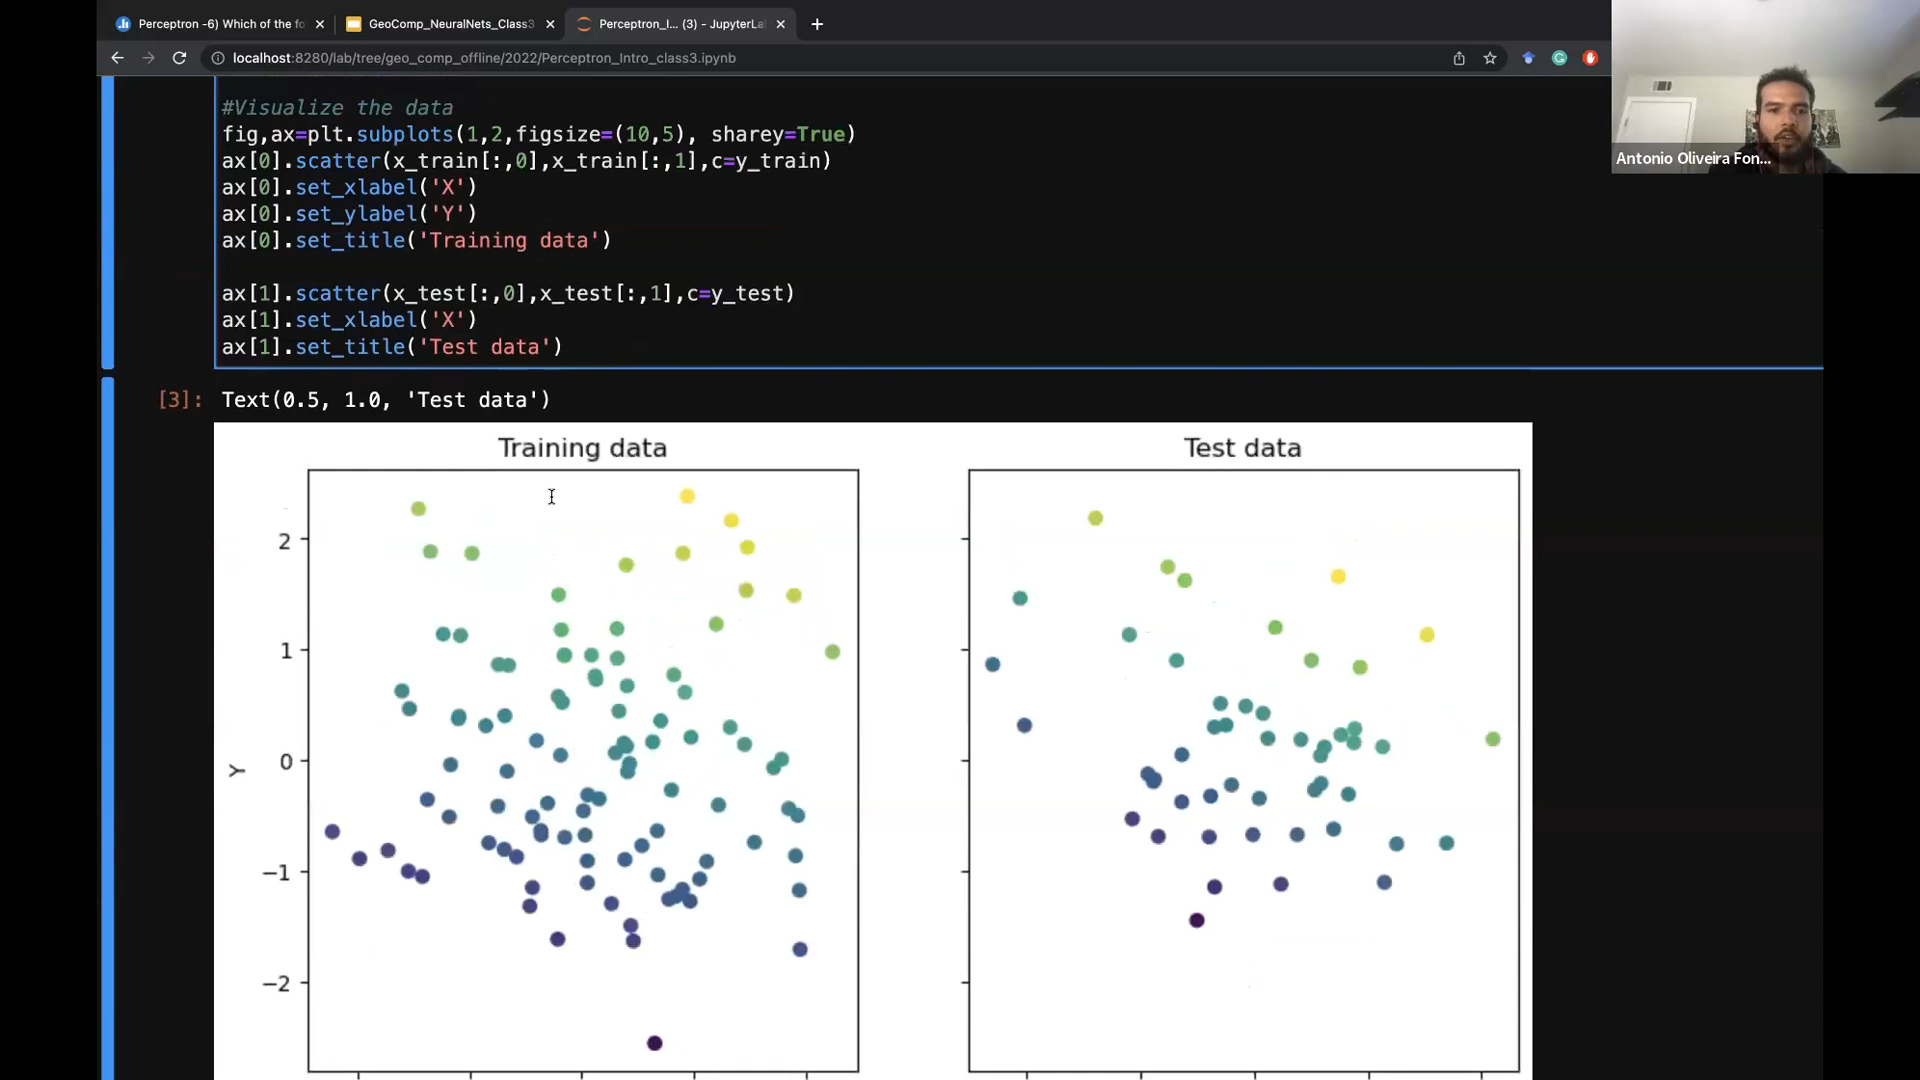 Perceptron -6) Which of the fo
GeoComp_NeuralNets_Class3
Perceptron_I... (3) - JupyterLa
localhost:8280/lab/tree/geo_comp_offline/2022/Perceptron_Intro_class3.ipynb
Antonio Oliveira Fon...
#Visualize the data
fig,ax=plt.subplots(1,2,figsize=(10,5), sharey=True)
ax[0].scatter(x_train[:,0],x_train[:,1],c=y_train)
ax[0].set_xlabel('X')
ax[0].set_ylabel('Y')
ax[0].set_title('Training data')
ax[1].scatter(x_test[:,0],x_test[:,1],c=y_test)
ax[1].set_xlabel('X')
ax[1].set_title('Test data')
[3]: Text(0.5, 1.0, 'Test data')
Training data
Test data
2
1
0
−1
−2
Y